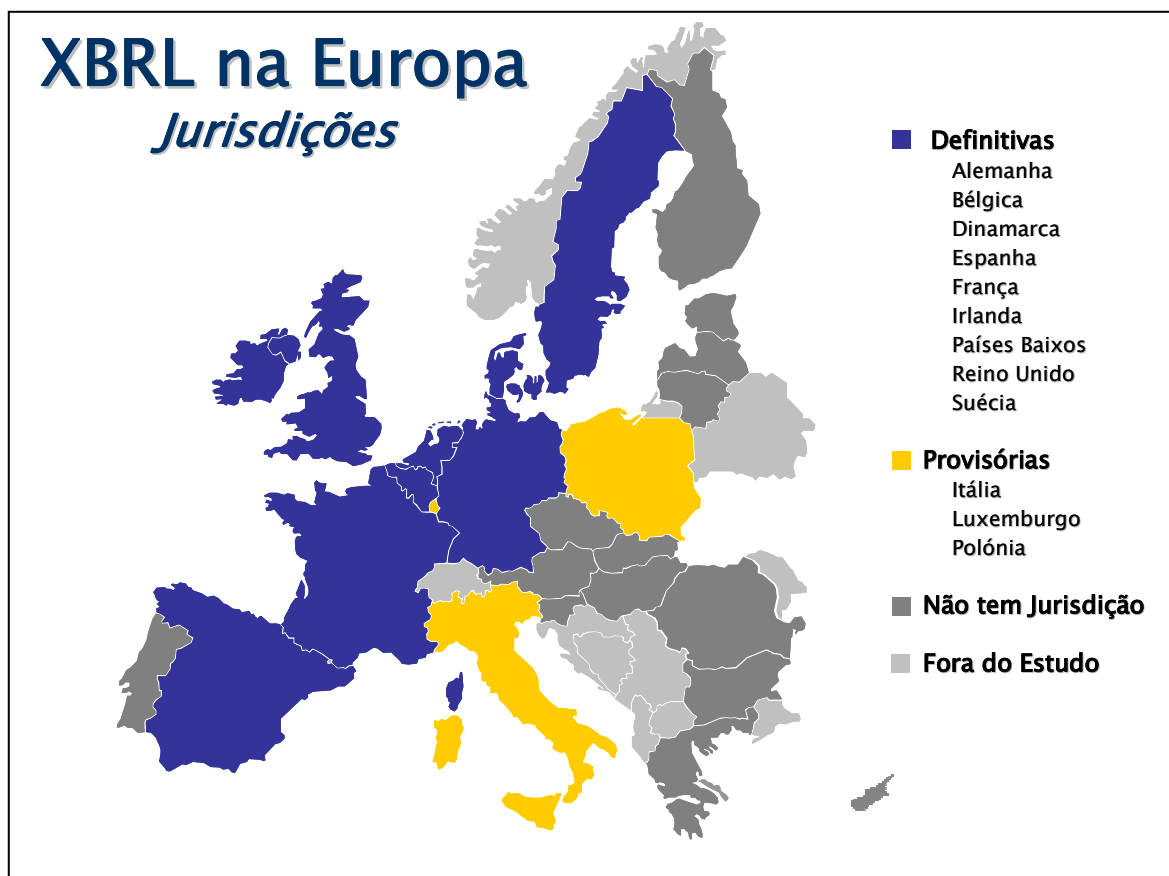 XBRL na Europa
Jurisdições
Definitivas
Alemanha
Bélgica
Dinamarca
Espanha
França
Irlanda
Países Baixos
Reino Unido
Suécia
Provisórias
Itália
Luxemburgo
Polónia
Não tem Jurisdição
Fora do Estudo